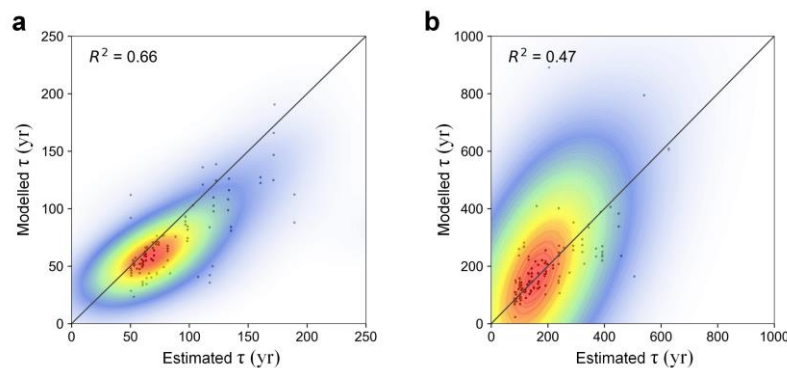 a
R² = 0.66
250
200
150
100
50
0
Modelled τ (yr)
0 50 100 150 200 250
Estimated τ (yr)
b
R² = 0.47
1000
800
600
400
200
0
Modelled τ (yr)
0 200 400 600 800 1000
Estimated τ (yr)